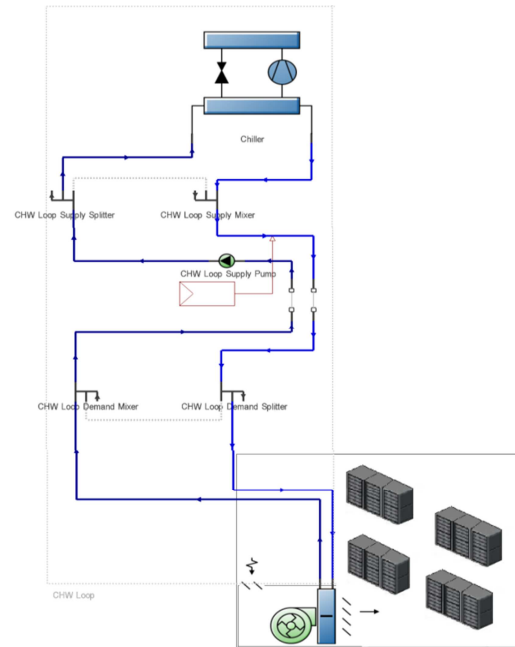 Chiller
CHW Loop Supply Splitter
CHW Loop Supply Mixer
CHW Loop Supply Pump
CHW Loop Demand Mixer
CHW Loop Demand Splitter
CHW Loop